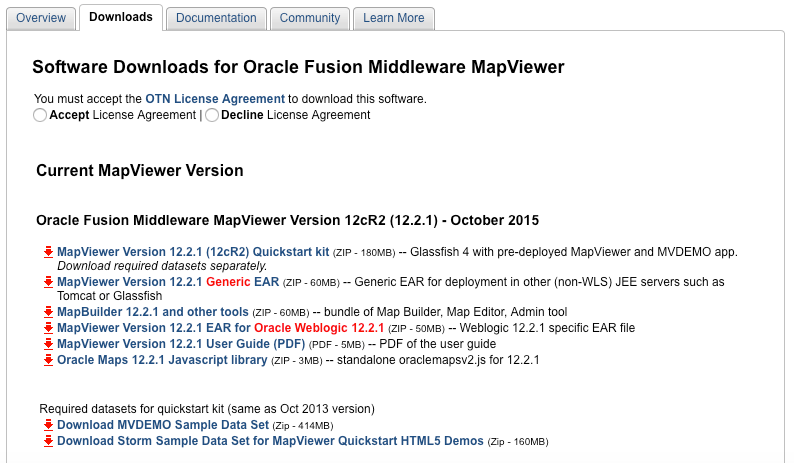 Overview Downloads Documentation Community Learn More
Software Downloads for Oracle Fusion Middleware MapViewer
You must accept the OTN License Agreement to download this software.
Accept License Agreement | Decline License Agreement
Current MapViewer Version
Oracle Fusion Middleware MapViewer Version 12cR2 (12.2.1) - October 2015
MapViewer Version 12.2.1 (12cR2) Quickstart kit (ZIP - 180MB) -- Glassfish 4 with pre-deployed MapViewer and MVDEMO app.
Download required datasets separately.
MapViewer Version 12.2.1 Generic EAR (ZIP - 60MB) -- Generic EAR for deployment in other (non-WLS) JEE servers such as
Tomcat or Glassfish
MapBuilder 12.2.1 and other tools (ZIP - 60MB) -- bundle of Map Builder, Map Editor, Admin tool
MapViewer Version 12.2.1 EAR for Oracle Weblogic 12.2.1 (ZIP - 50MB) -- Weblogic 12.2.1 specific EAR file
MapViewer Version 12.2.1 User Guide (PDF) (PDF - 5MB) -- PDF of the user guide
Oracle Maps 12.2.1 Javascript library (ZIP - 3MB) -- standalone oraclemapsv2.js for 12.2.1
Required datasets for quickstart kit (same as Oct 2013 version)
Download MVDEMO Sample Data Set (Zip - 414MB)
Download Storm Sample Data Set for MapViewer Quickstart HTML5 Demos (Zip - 160MB)